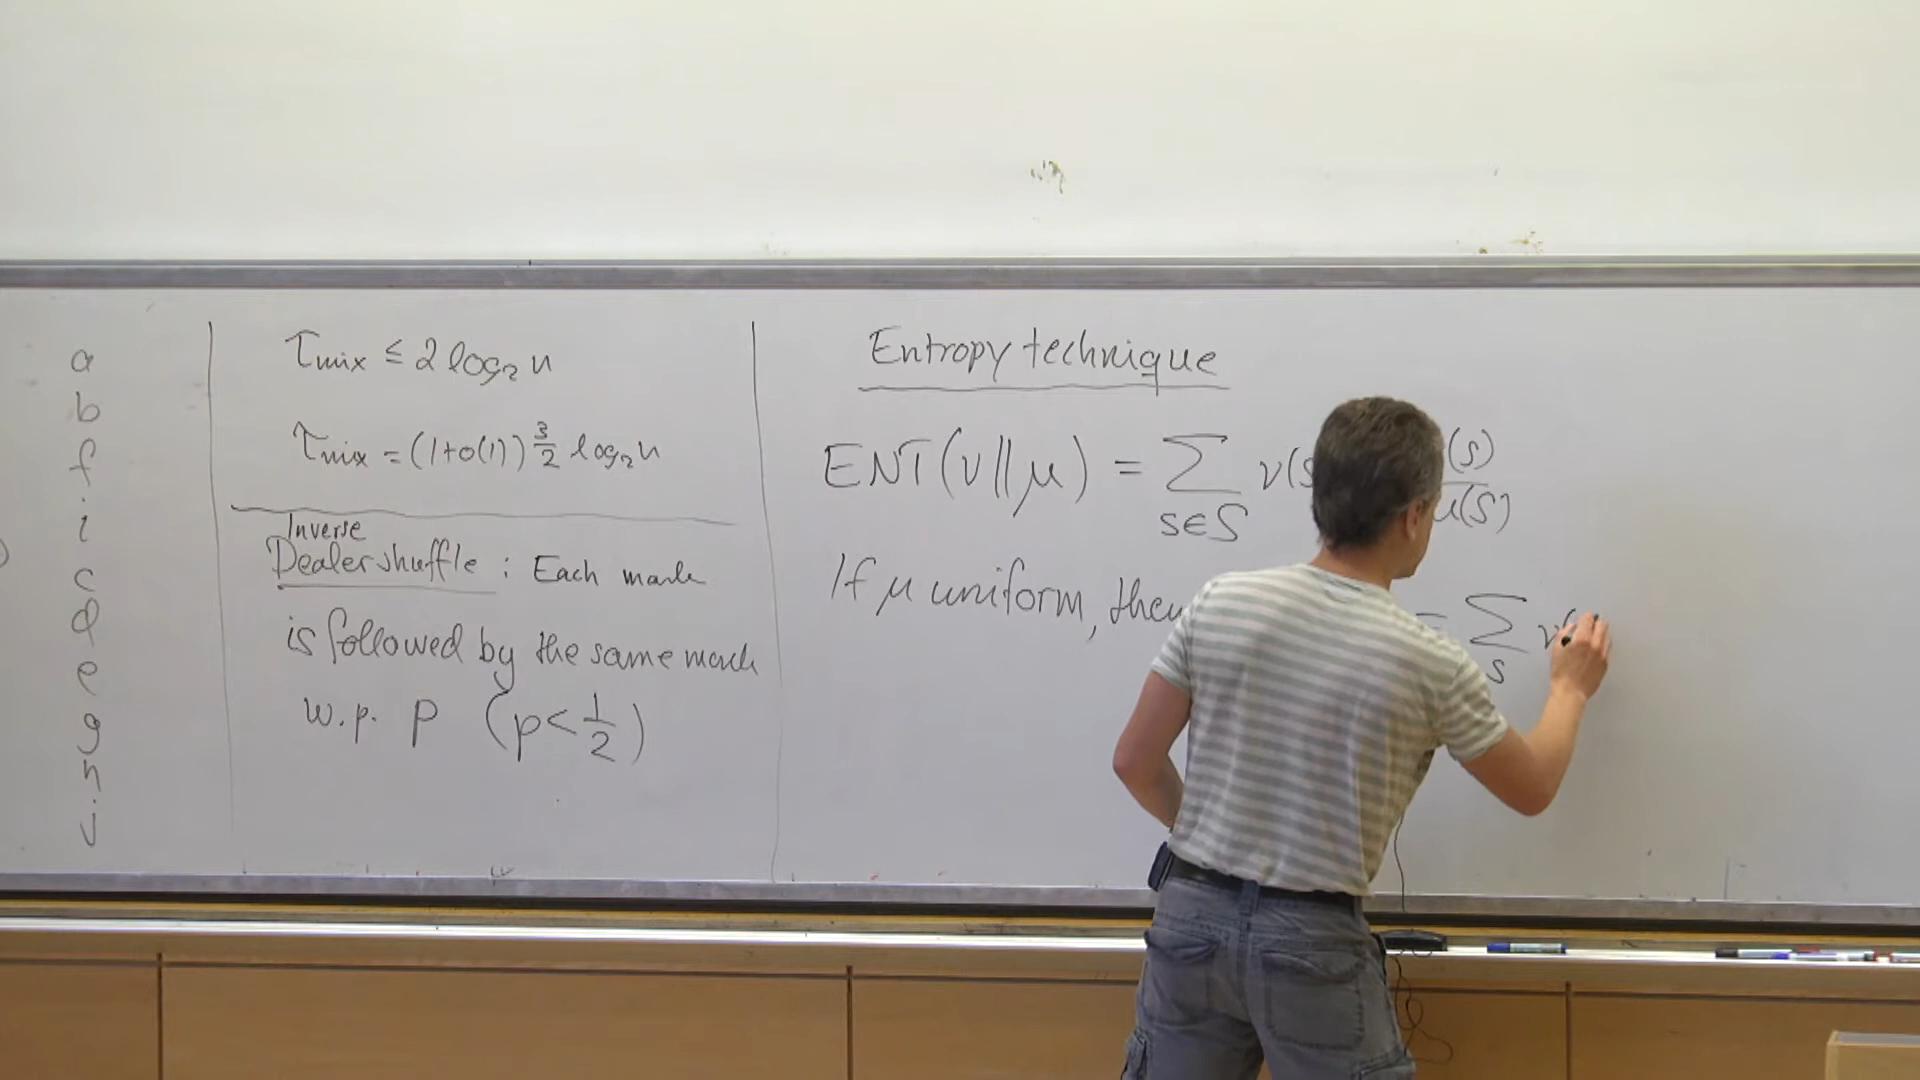 a
b
f
i
c
d
e
g
h
j
τmix ≤ 2 log₂ n
τmix = (1+o(1)) 3/2 log₂ n
Inverse
Dealer shuffle : Each mark
is followed by the same mark
w.p. p (p < 1/2)
Entropy technique
ENT(ν‖μ) = ∑ s∈S ν(s (s) μ(S)
If μ uniform, then = ∑ s ν(